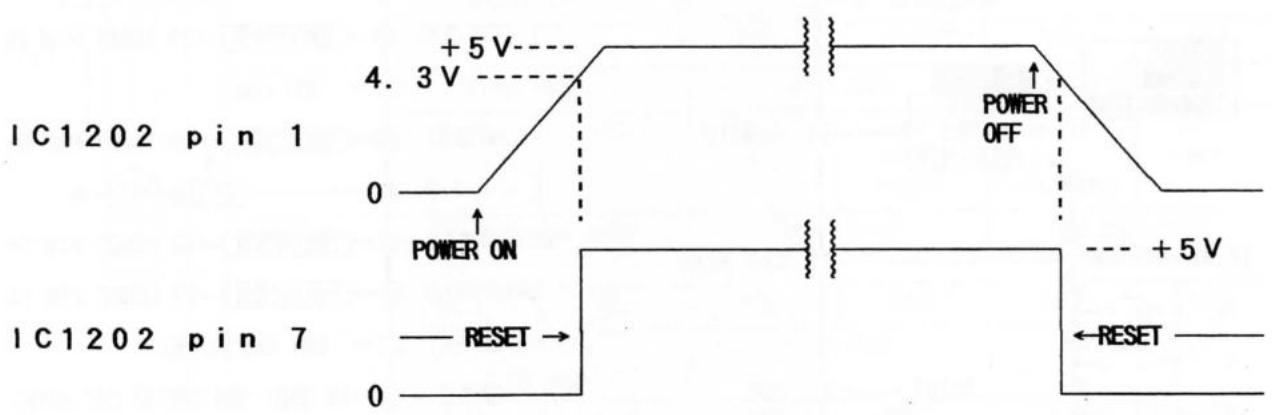 +5V
4.3V
POWER
OFF
IC1202 pin 1
0
POWER ON
+5V
IC1202 pin 7
RESET
RESET
0